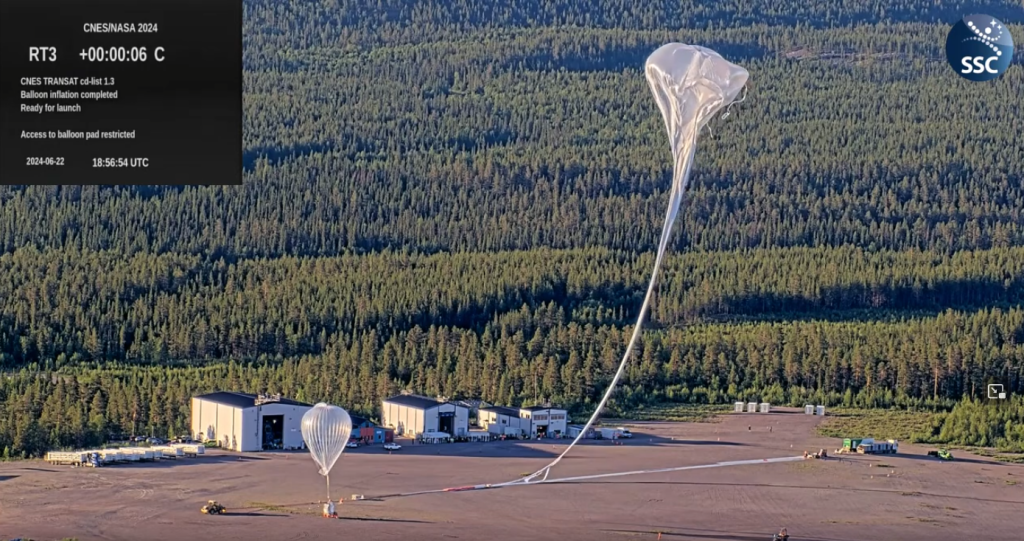 CNES/NASA 2024
RT3 +00:00:06 C
CNES TRANSAT cd-list 1.3
Balloon inflation completed
Ready for launch
Access to balloon pad restricted
2024-06-22 18:56:54 UTC
SSC